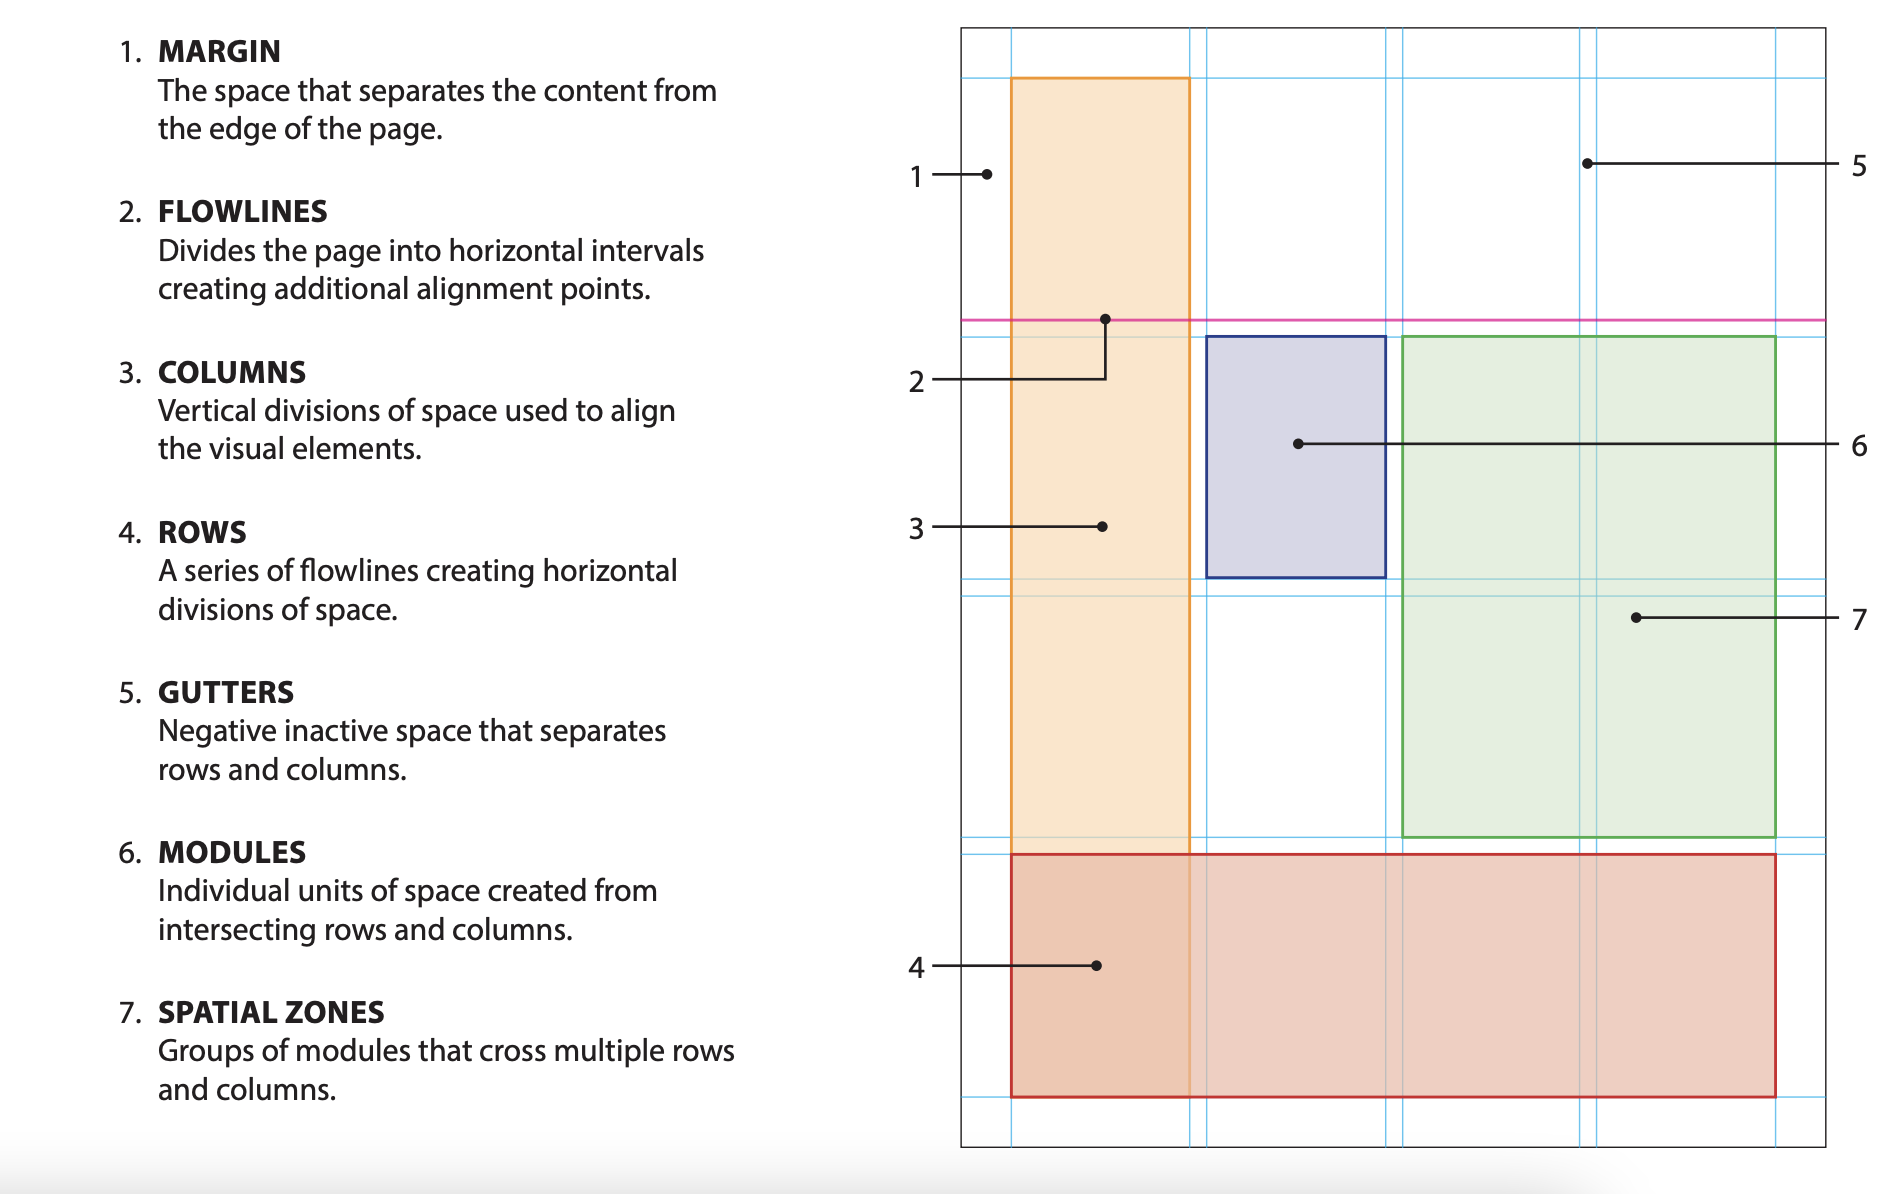 1. MARGIN
The space that separates the content from
the edge of the page.
2. FLOWLINES
Divides the page into horizontal intervals
creating additional alignment points.
3. COLUMNS
Vertical divisions of space used to align
the visual elements.
4. ROWS
A series of flowlines creating horizontal
divisions of space.
5. GUTTERS
Negative inactive space that separates
rows and columns.
6. MODULES
Individual units of space created from
intersecting rows and columns.
7. SPATIAL ZONES
Groups of modules that cross multiple rows
and columns.
1
2
3
4
5
6
7